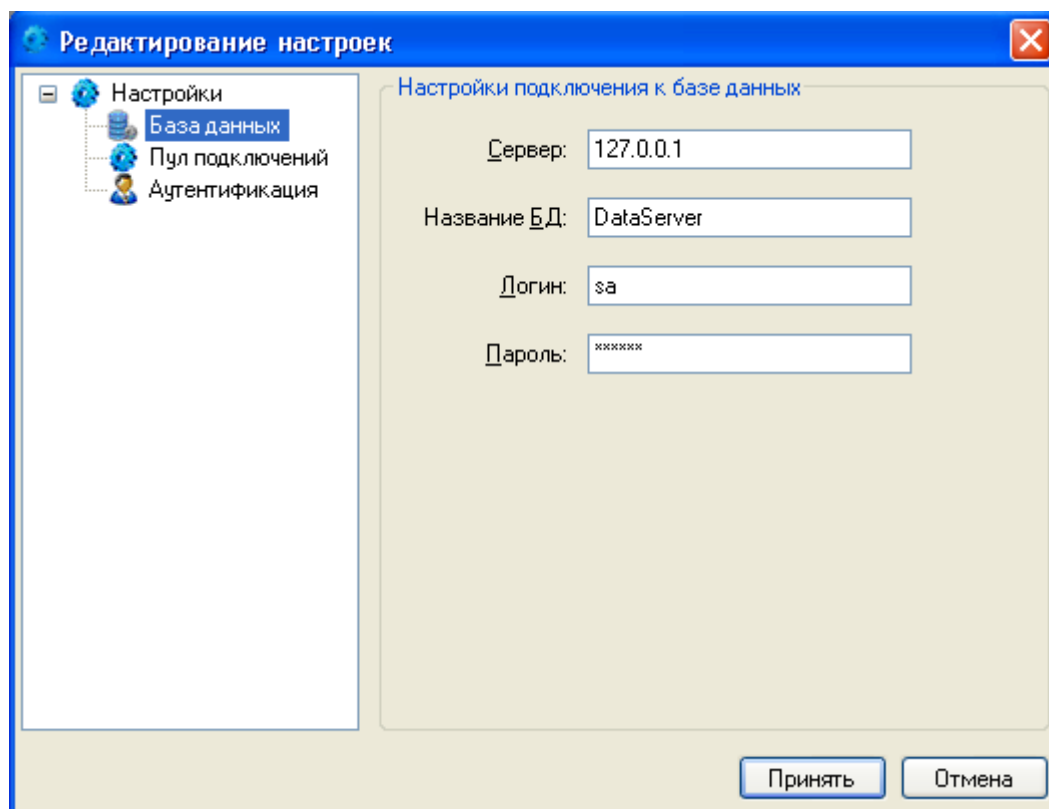 Редактирование настроек
Настройки
База данных
Пул подключений
Аутентификация
Настройки подключения к базе данных
Сервер: 127.0.0.1
Название БД: DataServer
Логин: sa
Пароль: ******
Принять Отмена